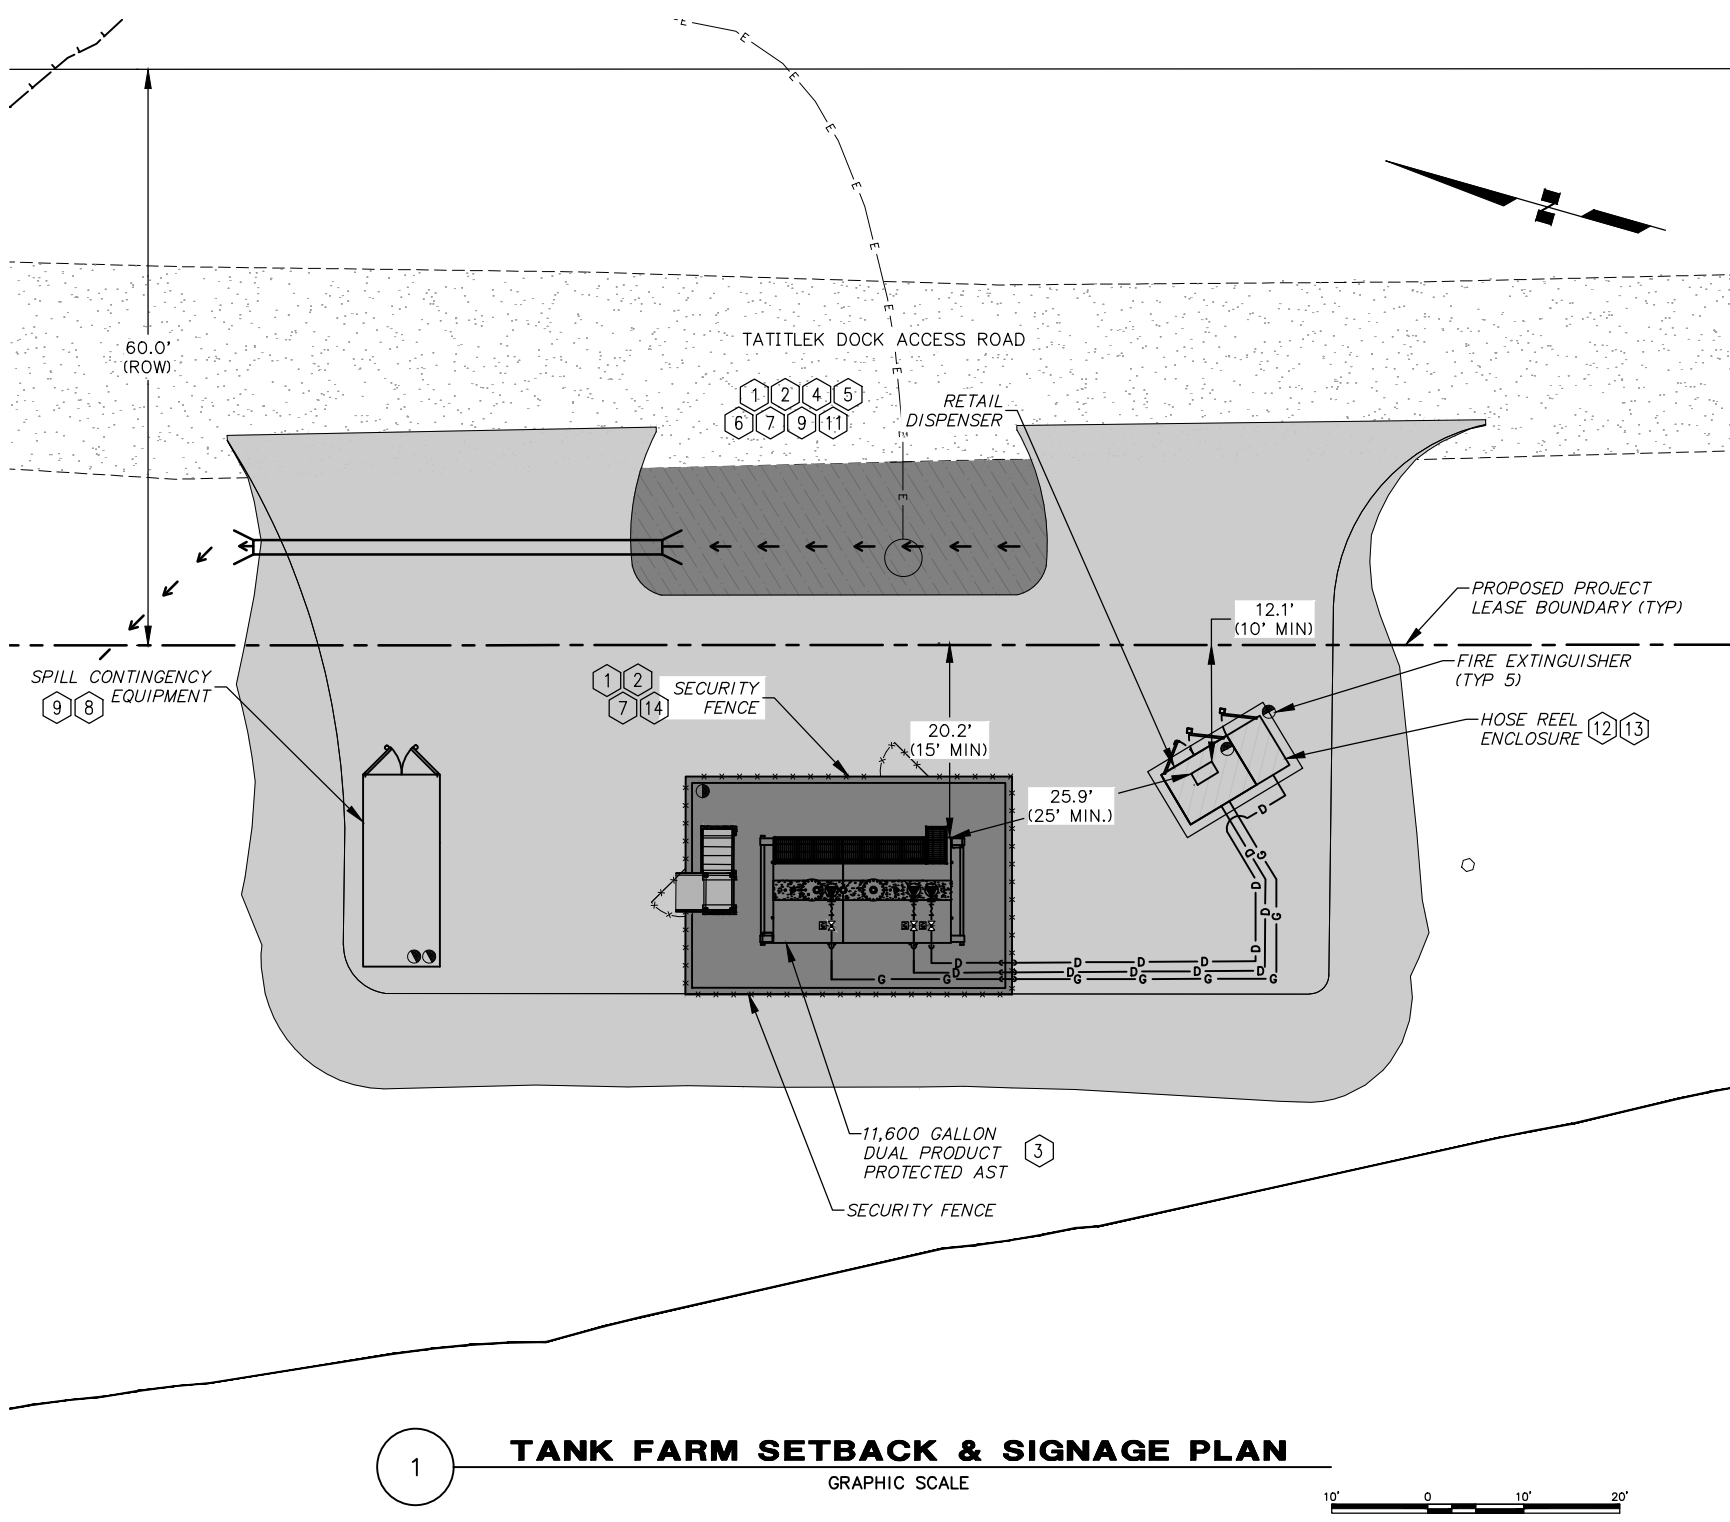 E
E
E
E
E
E
E
E
E
E
60.0'
(ROW)
TATITLEK DOCK ACCESS ROAD
1 2 4 5
6 7 9 11
RETAIL
DISPENSER
12.1'
(10' MIN)
PROPOSED PROJECT
LEASE BOUNDARY (TYP)
SPILL CONTINGENCY
EQUIPMENT
9 8
1 2
7 14
SECURITY
FENCE
20.2'
(15' MIN)
FIRE EXTINGUISHER
(TYP 5)
HOSE REEL
ENCLOSURE
12 13
25.9'
(25' MIN.)
D
D G
D
D G
D
D D D D
D D D D D
G G G G G G
11,600 GALLON
DUAL PRODUCT
PROTECTED AST
3
SECURITY FENCE
1
TANK FARM SETBACK & SIGNAGE PLAN
GRAPHIC SCALE
10' 0 10' 20'